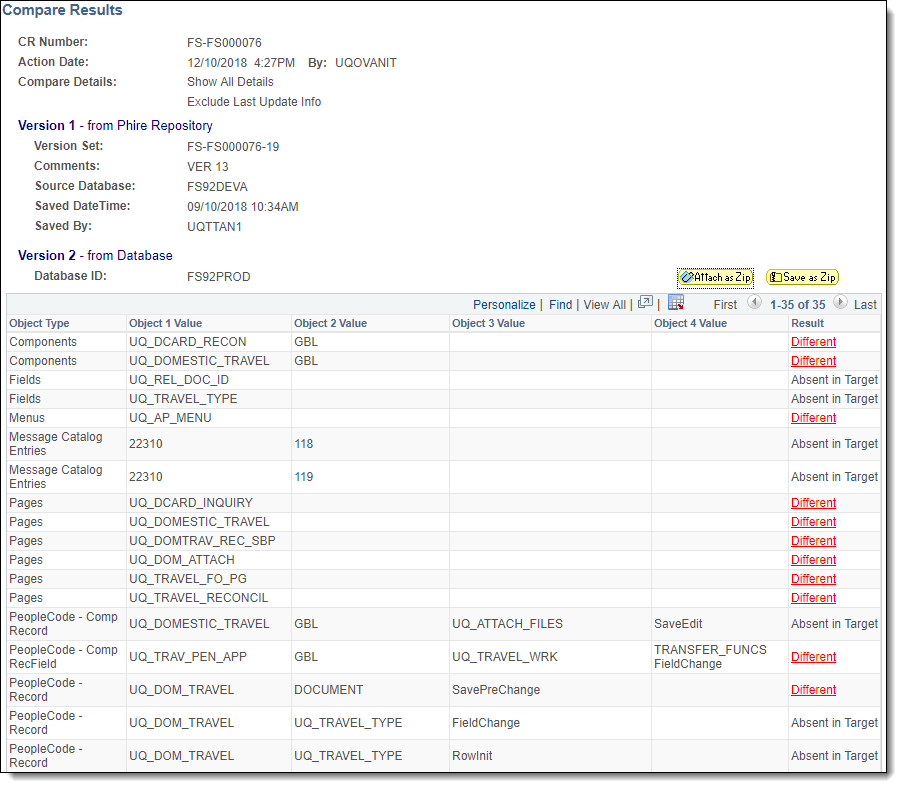 Compare Results
CR Number: FS-FS000076
Action Date: 12/10/2018 4:27PM By: UQOVANIT
Compare Details: Show All Details
Exclude Last Update Info
Version 1 - from Phire Repository
Version Set: FS-FS000076-19
Comments: VER 13
Source Database: FS92DEVA
Saved DateTime: 09/10/2018 10:34AM
Saved By: UQTTAN1
Version 2 - from Database
Database ID: FS92PROD
Attach as Zip Save as Zip
Personalize | Find | View All | | First 1-35 of 35 Last
Object Type Object 1 Value Object 2 Value Object 3 Value Object 4 Value Result
Components UQ_DCARD_RECON GBL Different
Components UQ_DOMESTIC_TRAVEL GBL Different
Fields UQ_REL_DOC_ID Absent in Target
Fields UQ_TRAVEL_TYPE Absent in Target
Menus UQ_AP_MENU Different
Message Catalog
Entries 22310 118 Absent in Target
Message Catalog
Entries 22310 119 Absent in Target
Pages UQ_DCARD_INQUIRY Different
Pages UQ_DOMESTIC_TRAVEL Different
Pages UQ_DOMTRAV_REC_SBP Different
Pages UQ_DOM_ATTACH Different
Pages UQ_TRAVEL_FO_PG Different
Pages UQ_TRAVEL_RECONCIL Different
PeopleCode - Comp
Record UQ_DOMESTIC_TRAVEL GBL UQ_ATTACH_FILES SaveEdit Absent in Target
PeopleCode - Comp
RecField UQ_TRAV_PEN_APP GBL UQ_TRAVEL_WRK TRANSFER_FUNCS
FieldChange Different
PeopleCode -
Record UQ_DOM_TRAVEL DOCUMENT SavePreChange Different
PeopleCode -
Record UQ_DOM_TRAVEL UQ_TRAVEL_TYPE FieldChange Absent in Target
PeopleCode -
Record UQ_DOM_TRAVEL UQ_TRAVEL_TYPE RowInit Absent in Target